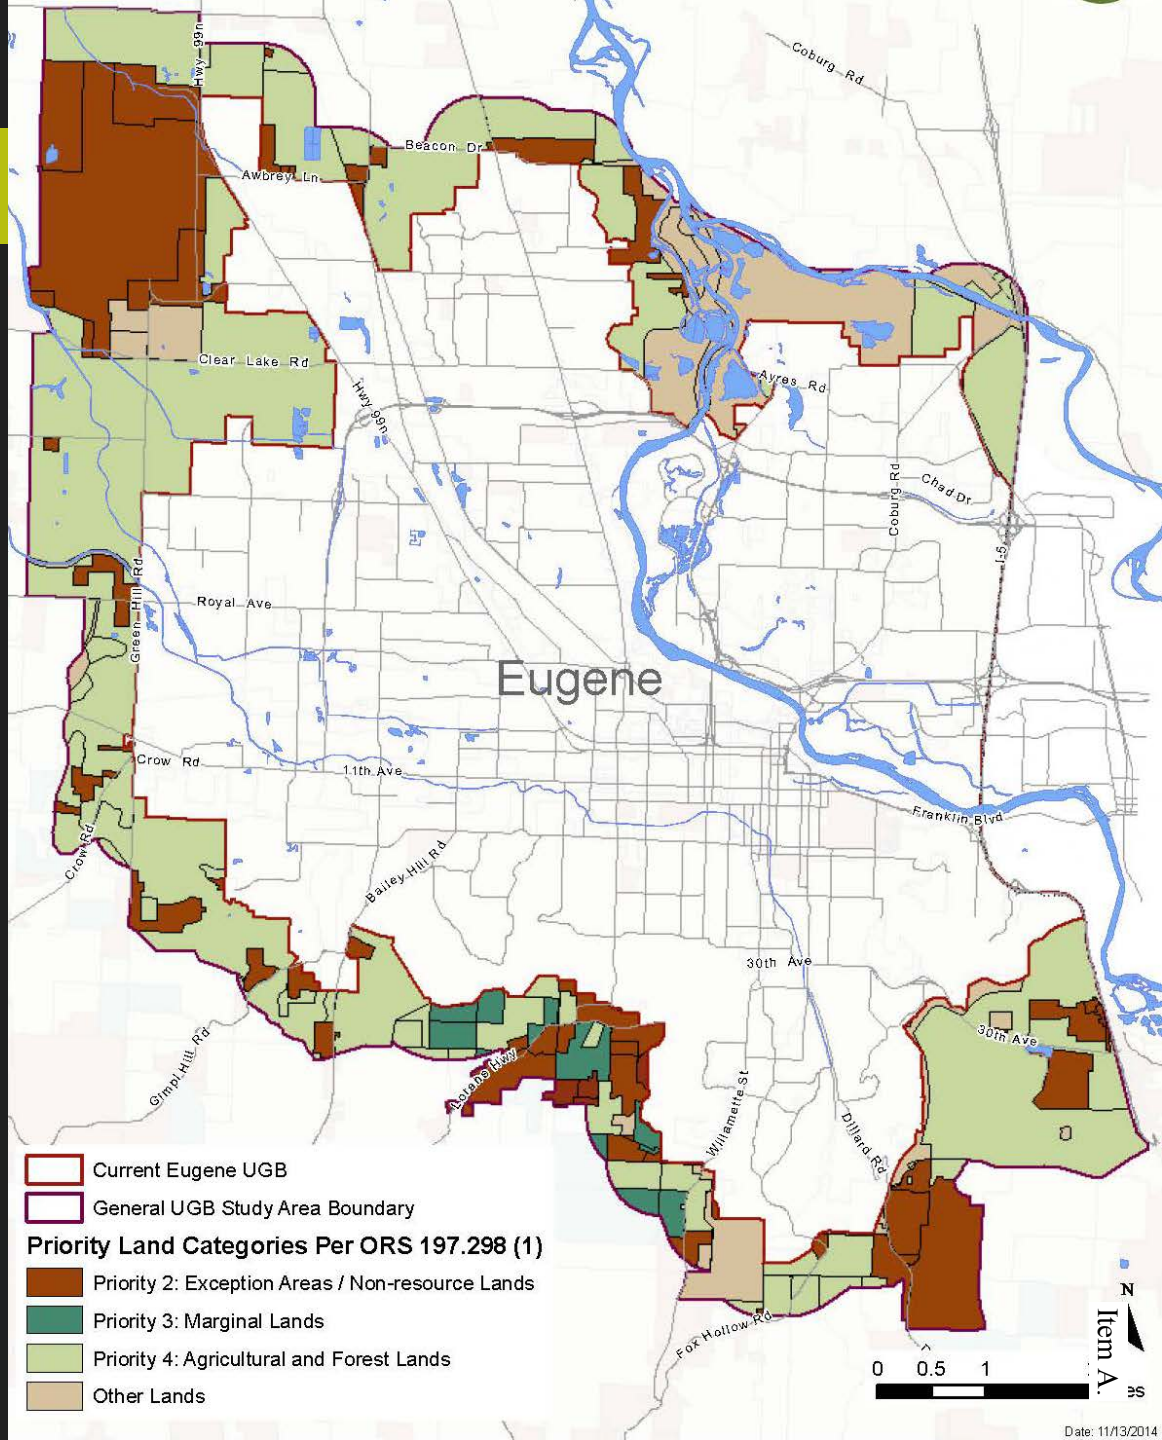 Hwy 99n
Coburg Rd
Beacon Dr
Awbrey Ln
Clear Lake Rd
Hwy 99n
Ayres Rd
Coburg Rd
Chad Dr
I-5
Green Hill Rd
Royal Ave
Eugene
Crow Rd
11th Ave
Franklin Blvd
Crow Rd
Bailey Hill Rd
30th Ave
30th Ave
Gimpl Hill Rd
Lorane Hwy
Willamette St
Dillard Rd
Fox Hollow Rd
Current Eugene UGB
General UGB Study Area Boundary
Priority Land Categories Per ORS 197.298 (1)
Priority 2: Exception Areas / Non-resource Lands
Priority 3: Marginal Lands
Priority 4: Agricultural and Forest Lands
Other Lands
N
Item A.
0 0.5 1
Date: 11/13/2014